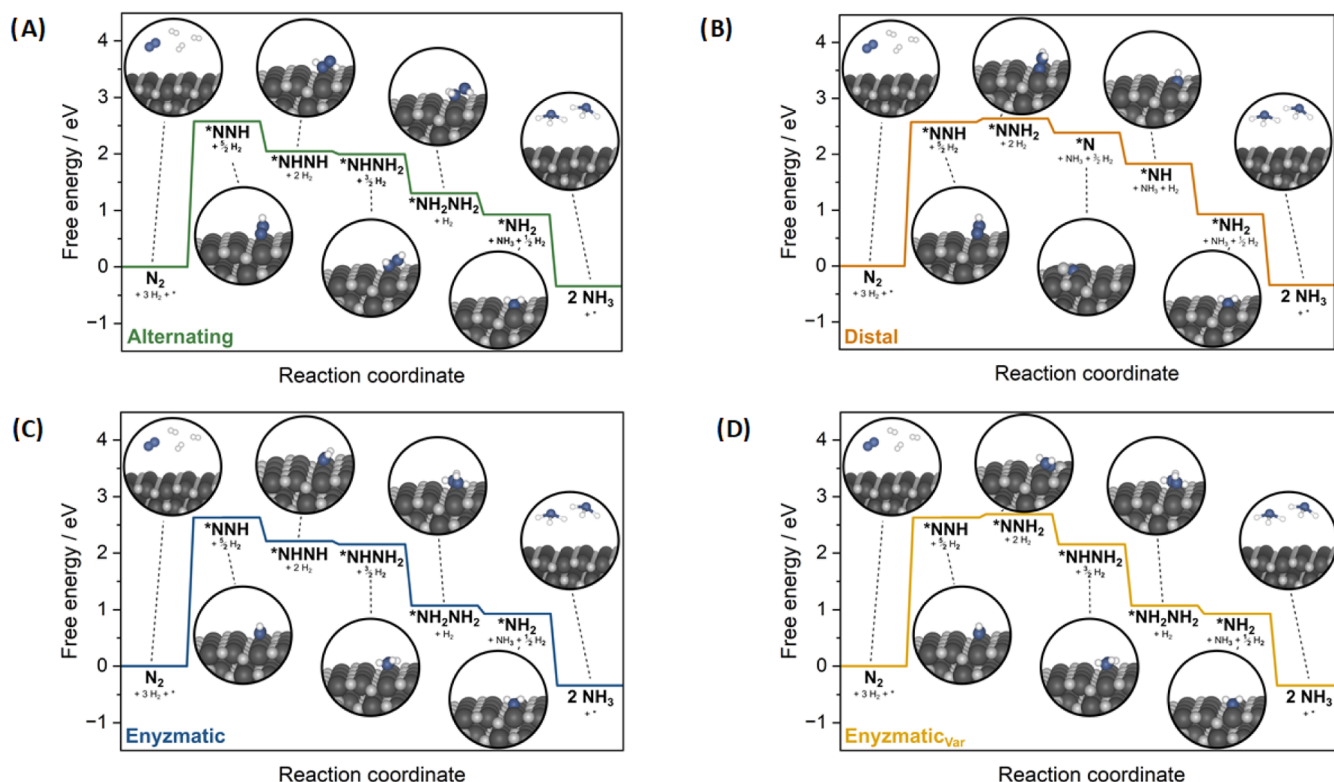 (A)
Free energy / eV
4
3
2
1
0
−1
N₂
+ 3 H₂ + *
*NNH
+ ⁵⁄₂ H₂
*NHNH
+ 2 H₂
*NHNH₂
+ ³⁄₂ H₂
*NH₂NH₂
+ H₂
*NH₂
+ NH₃ + ¹⁄₂ H₂
2 NH₃
+ *
Alternating
Reaction coordinate
(B)
Free energy / eV
4
3
2
1
0
−1
N₂
+ 3 H₂ + *
*NNH
+ ⁵⁄₂ H₂
*NNH₂
+ 2 H₂
*N
+ NH₃ + ³⁄₂ H₂
*NH
+ NH₃ + H₂
*NH₂
+ NH₃ + ¹⁄₂ H₂
2 NH₃
+ *
Distal
Reaction coordinate
(C)
Free energy / eV
4
3
2
1
0
−1
N₂
+ 3 H₂ + *
*NNH
+ ⁵⁄₂ H₂
*NHNH
+ 2 H₂
*NHNH₂
+ ³⁄₂ H₂
*NH₂NH₂
+ H₂
*NH₂
+ NH₃ + ¹⁄₂ H₂
2 NH₃
+ *
Enyzmatic
Reaction coordinate
(D)
Free energy / eV
4
3
2
1
0
−1
N₂
+ 3 H₂ + *
*NNH
+ ⁵⁄₂ H₂
*NNH₂
+ 2 H₂
*NHNH₂
+ ³⁄₂ H₂
*NH₂NH₂
+ H₂
*NH₂
+ NH₃ + ¹⁄₂ H₂
2 NH₃
+ *
Enyzmatic_Var
Reaction coordinate